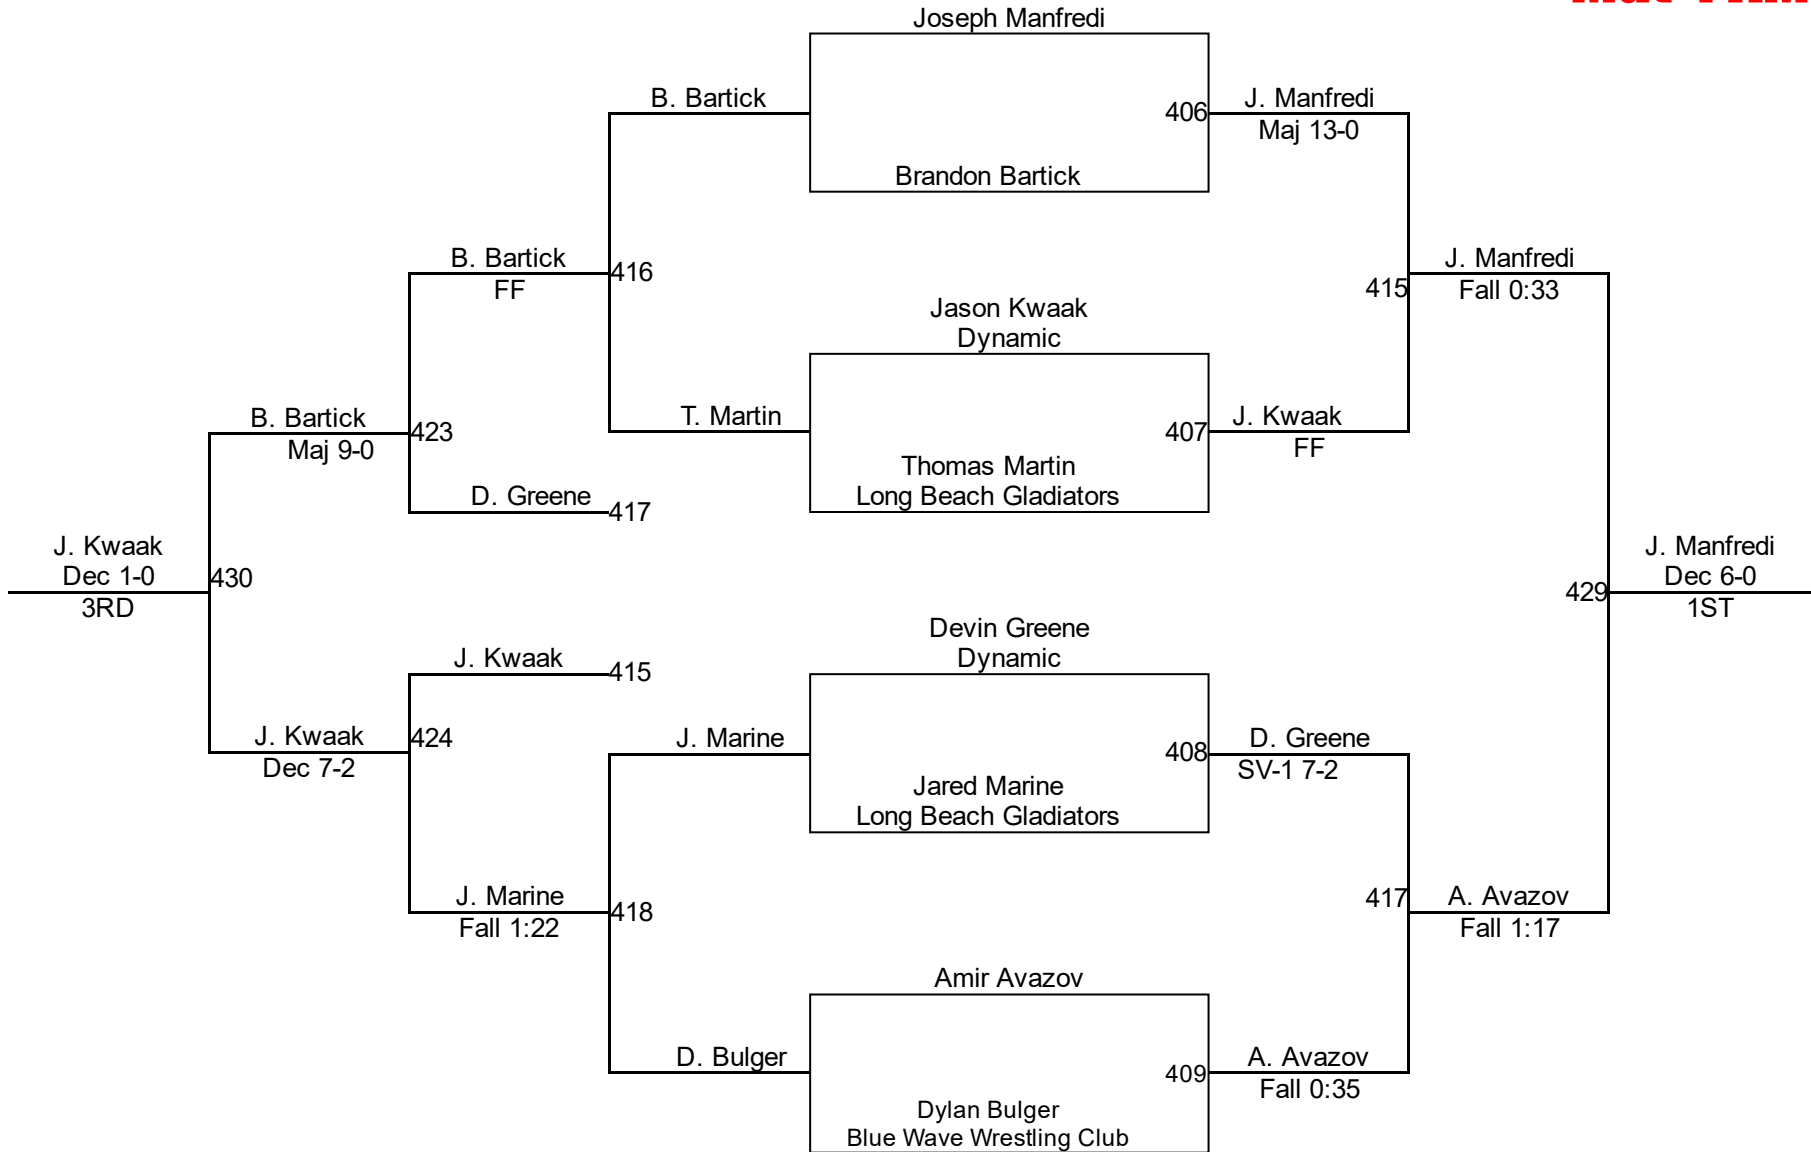 Joseph Manfredi
B. Bartick
406
J. Manfredi
Maj 13-0
Brandon Bartick
B. Bartick
FF
416
415
J. Manfredi
Fall 0:33
Jason Kwaak
Dynamic
B. Bartick
Maj 9-0
423
T. Martin
407
J. Kwaak
FF
Thomas Martin
Long Beach Gladiators
D. Greene
417
J. Kwaak
Dec 1-0
3RD
430
429
J. Manfredi
Dec 6-0
1ST
Devin Greene
Dynamic
J. Kwaak
415
J. Kwaak
Dec 7-2
424
J. Marine
408
D. Greene
SV-1 7-2
Jared Marine
Long Beach Gladiators
J. Marine
Fall 1:22
418
417
A. Avazov
Fall 1:17
Amir Avazov
D. Bulger
409
A. Avazov
Fall 0:35
Dylan Bulger
Blue Wave Wrestling Club